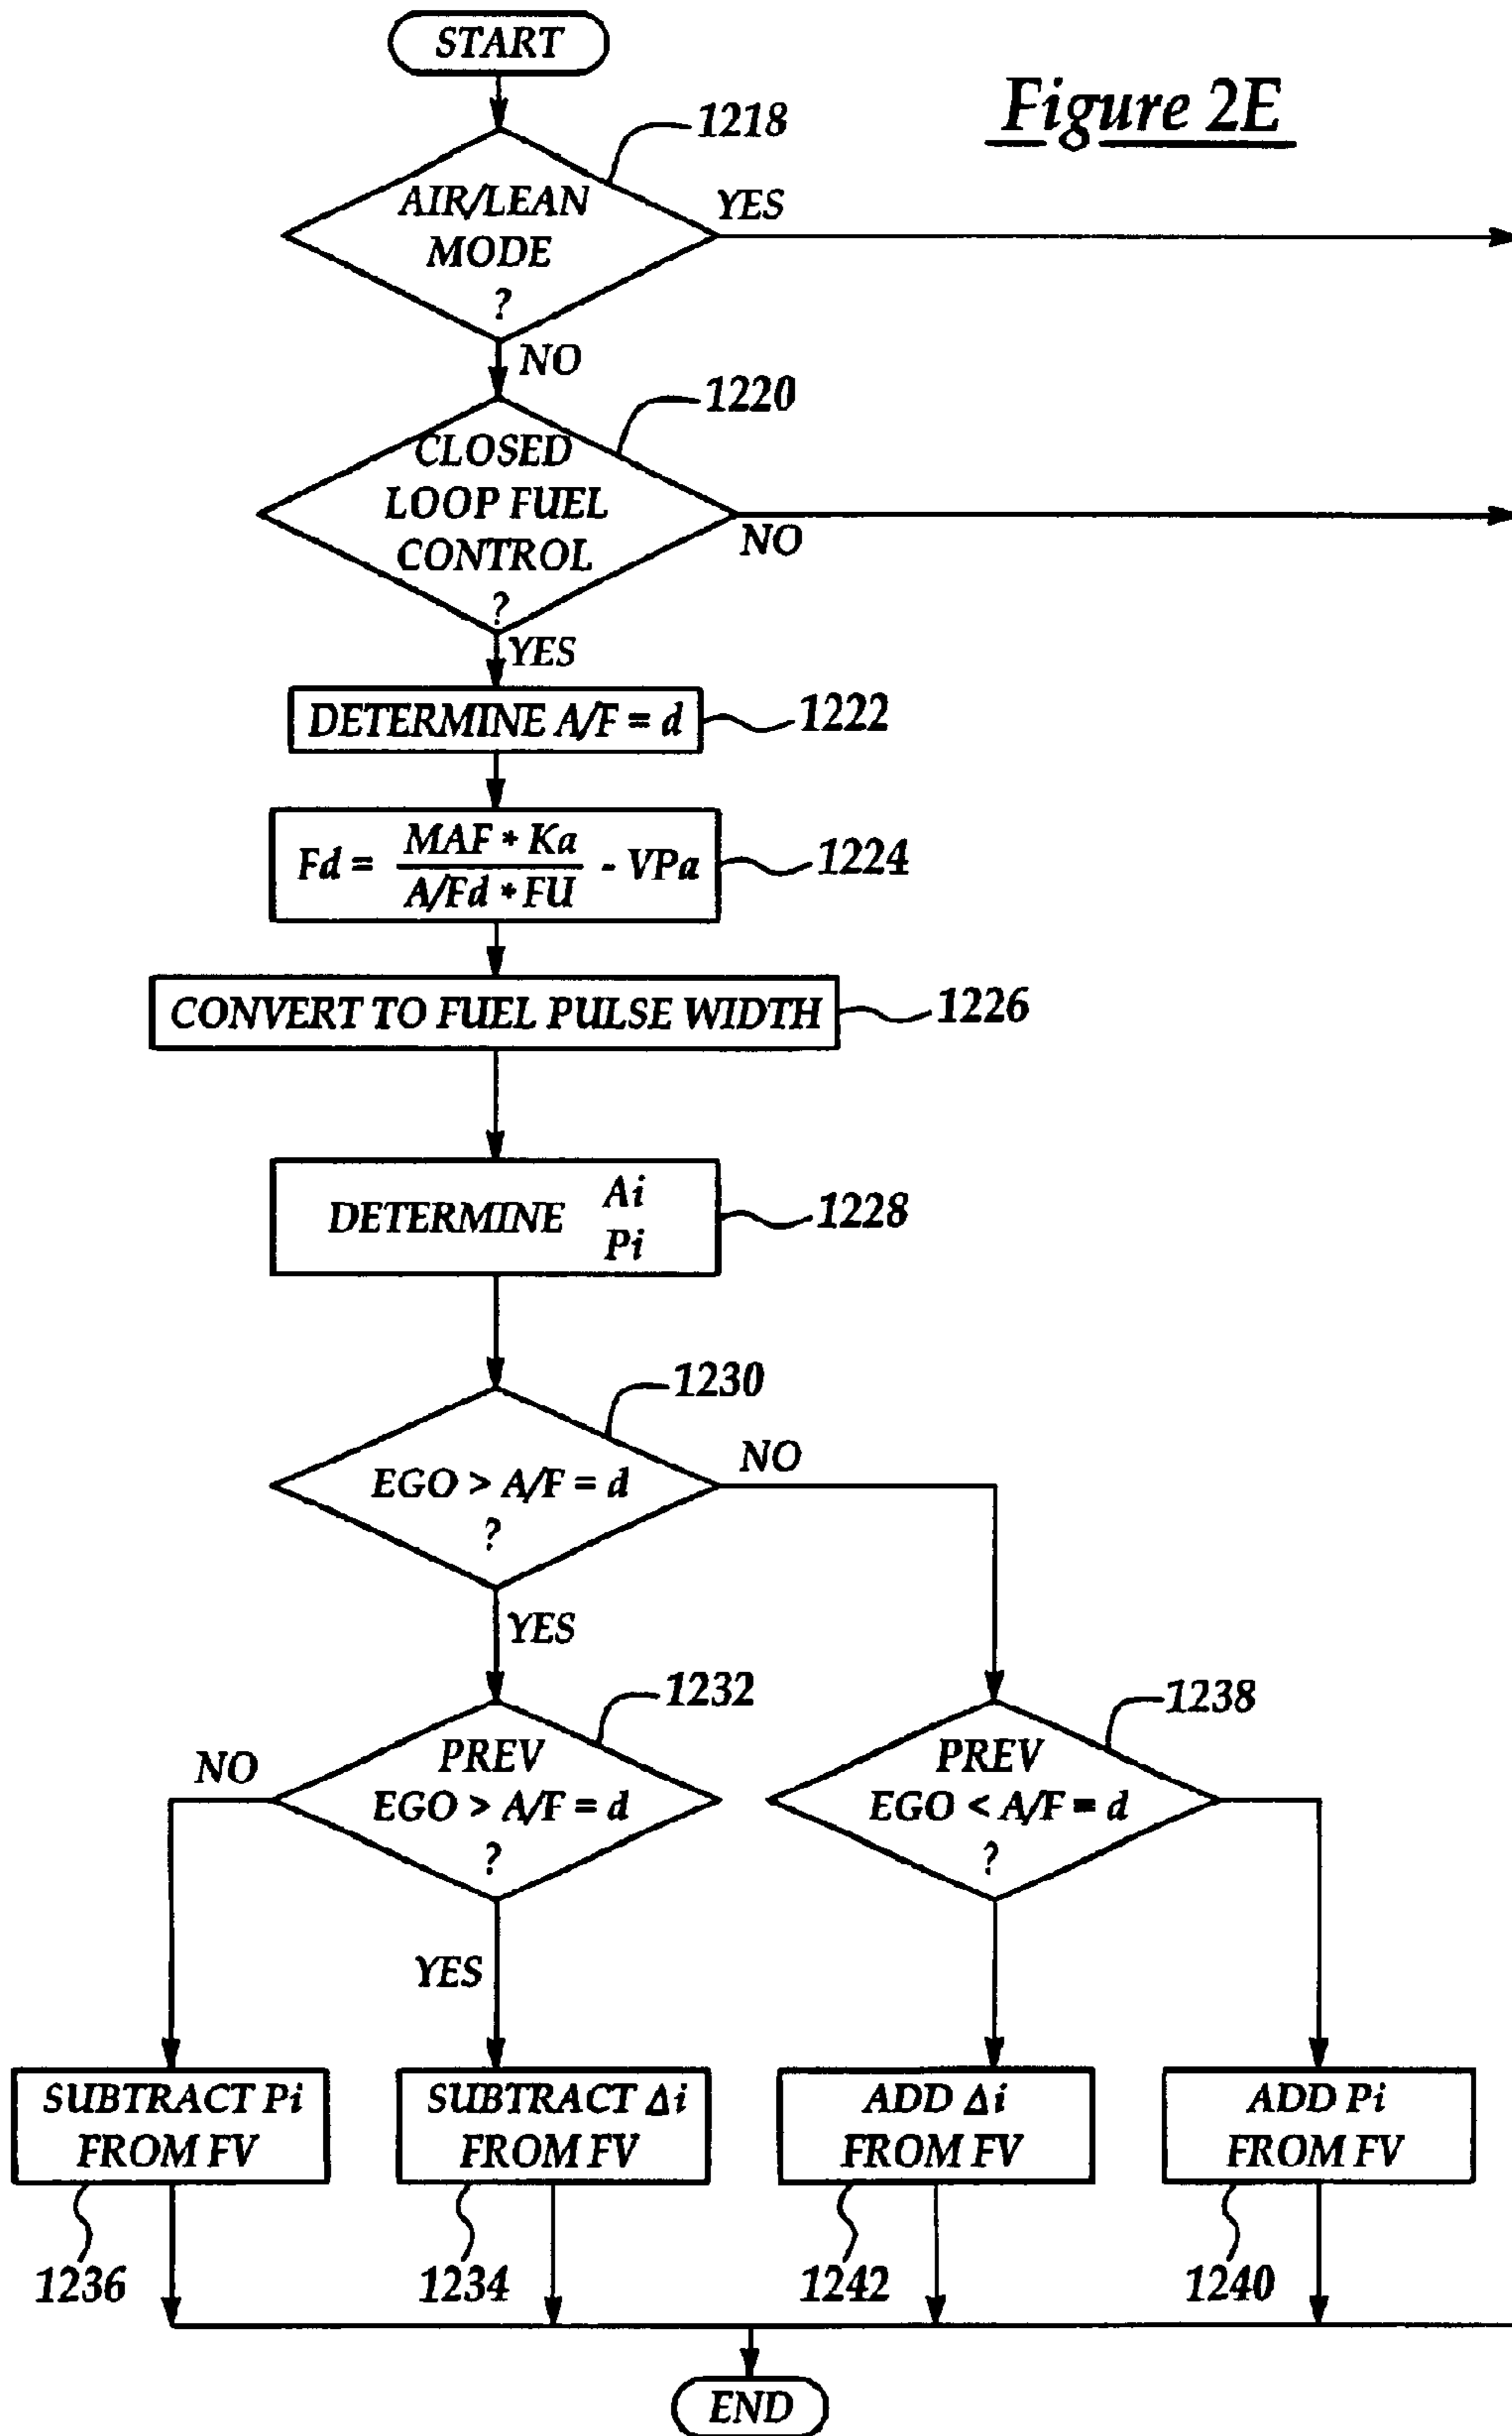 START
Figure 2E
1218
AIR/LEAN
MODE
?
YES
NO
1220
CLOSED
LOOP FUEL
CONTROL
?
NO
YES
DETERMINE A/F = d
1222
Fd = MAF * Ka / A/Fd * FU - VPa
1224
CONVERT TO FUEL PULSE WIDTH
1226
DETERMINE Ai
Pi
1228
1230
EGO > A/F = d
?
NO
YES
1232
PREV
EGO > A/F = d
?
NO
YES
1238
PREV
EGO < A/F = d
?
SUBTRACT Pi
FROM FV
SUBTRACT Δi
FROM FV
ADD Δi
FROM FV
ADD Pi
FROM FV
1236
1234
1242
1240
END